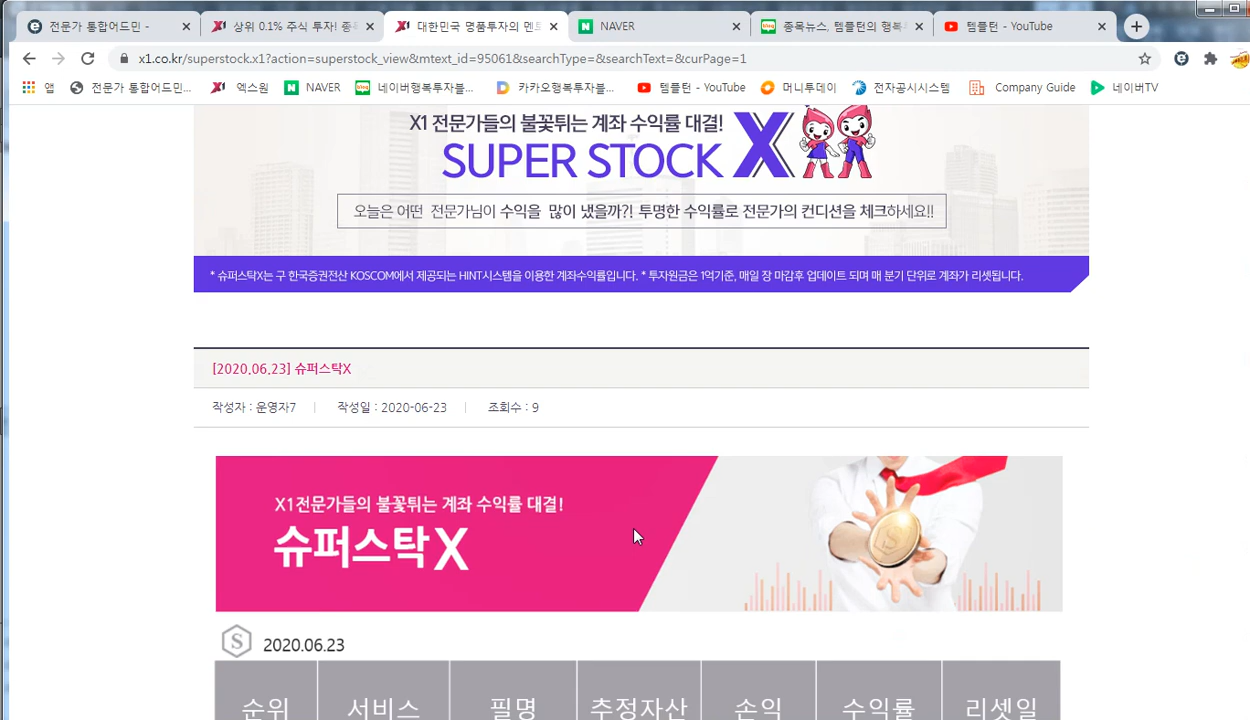 전문가 통합어드민 -
상위 0.1% 주식 투자! 종
대한민국 명품투자의 멘토
NAVER
종목뉴스, 템플턴의 행복
템플턴 - YouTube
x1.co.kr/superstock.x1?action=superstock_view&mtext_id=95061&searchType=&searchText=&curPage=1
앱 전문가 통합어드민... 엑스원 NAVER 네이버행복투자블... 카카오행복투자블... 템플턴 - YouTube 머니투데이 전자공시시스템 Company Guide 네이버TV
X1 전문가들의 불꽃튀는 계좌 수익률 대결!
SUPER STOCK X
오늘은 어떤 전문가님이 수익을 많이 냈을까?! 투명한 수익률로 전문가의 컨디션을 체크하세요!!
* 슈퍼스탁X는 구 한국증권전산 KOSCOM에서 제공되는 HINT시스템을 이용한 계좌수익률입니다. * 투자원금은 1억기준, 매일 장 마감후 업데이트 되며 매 분기 단위로 계좌가 리셋됩니다.
[2020.06.23] 슈퍼스탁X
작성자 : 운영자7 | 작성일 : 2020-06-23 | 조회수 : 9
X1전문가들의 불꽃튀는 계좌 수익률 대결!
슈퍼스탁X
S 2020.06.23
순위 서비스 필명 추정자산 손익 수익률 리셋일